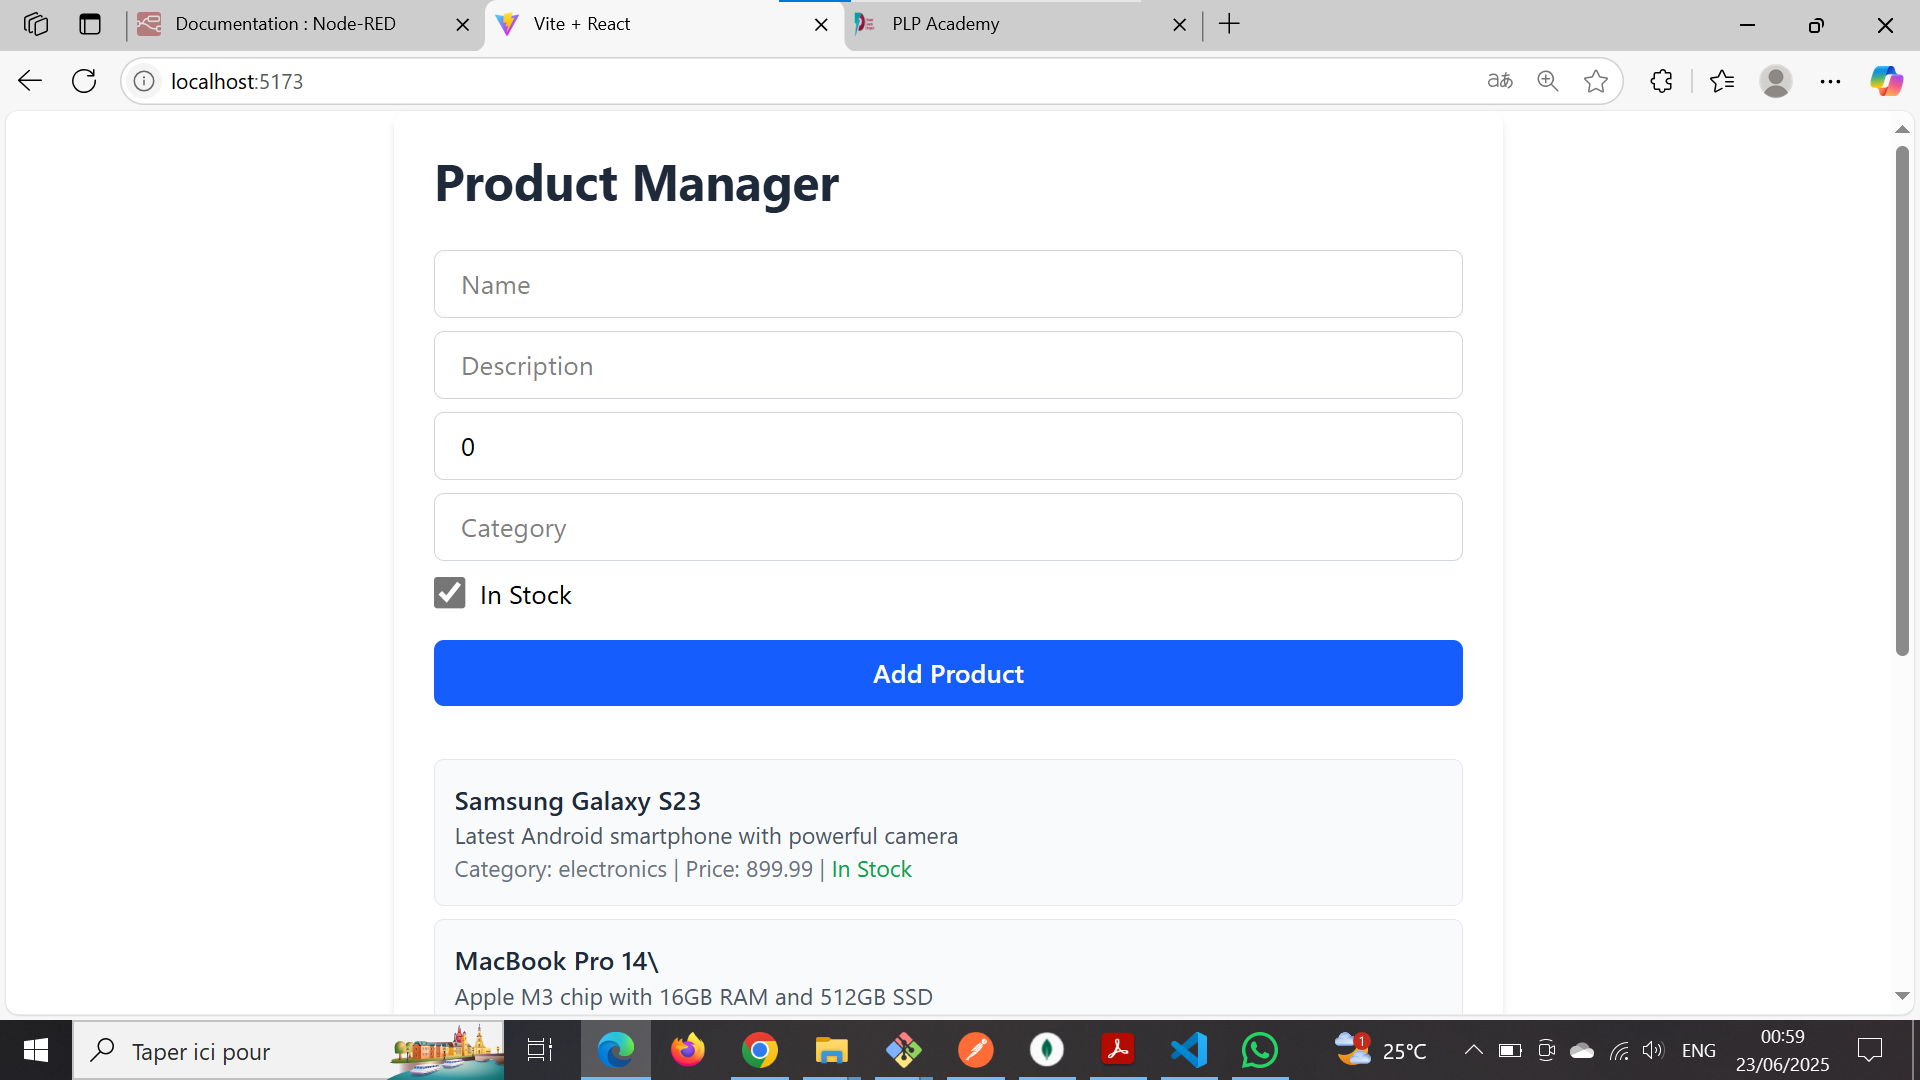 Documentation : Node-RED
Vite + React
PLP Academy
localhost:5173
aあ
Product Manager
Name
Description
0
Category
In Stock
Add Product
Samsung Galaxy S23
Latest Android smartphone with powerful camera
Category: electronics | Price: 899.99 | In Stock
MacBook Pro 14\
Apple M3 chip with 16GB RAM and 512GB SSD
Taper ici pour
1
25°C
ENG
00:59
23/06/2025